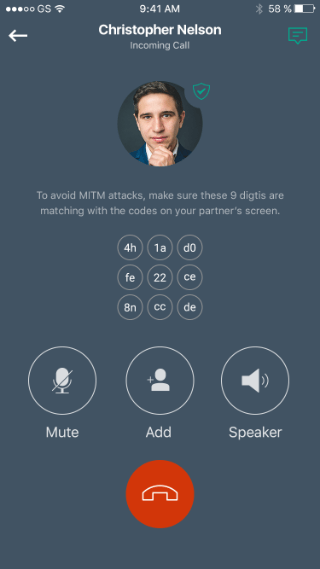 GS 9:41 AM 58 %
Christopher Nelson
Incoming Call
To avoid MITM attacks, make sure these 9 digtis are
matching with the codes on your partner's screen.
4h 1a d0
fe 22 ce
8n cc de
Mute Add Speaker